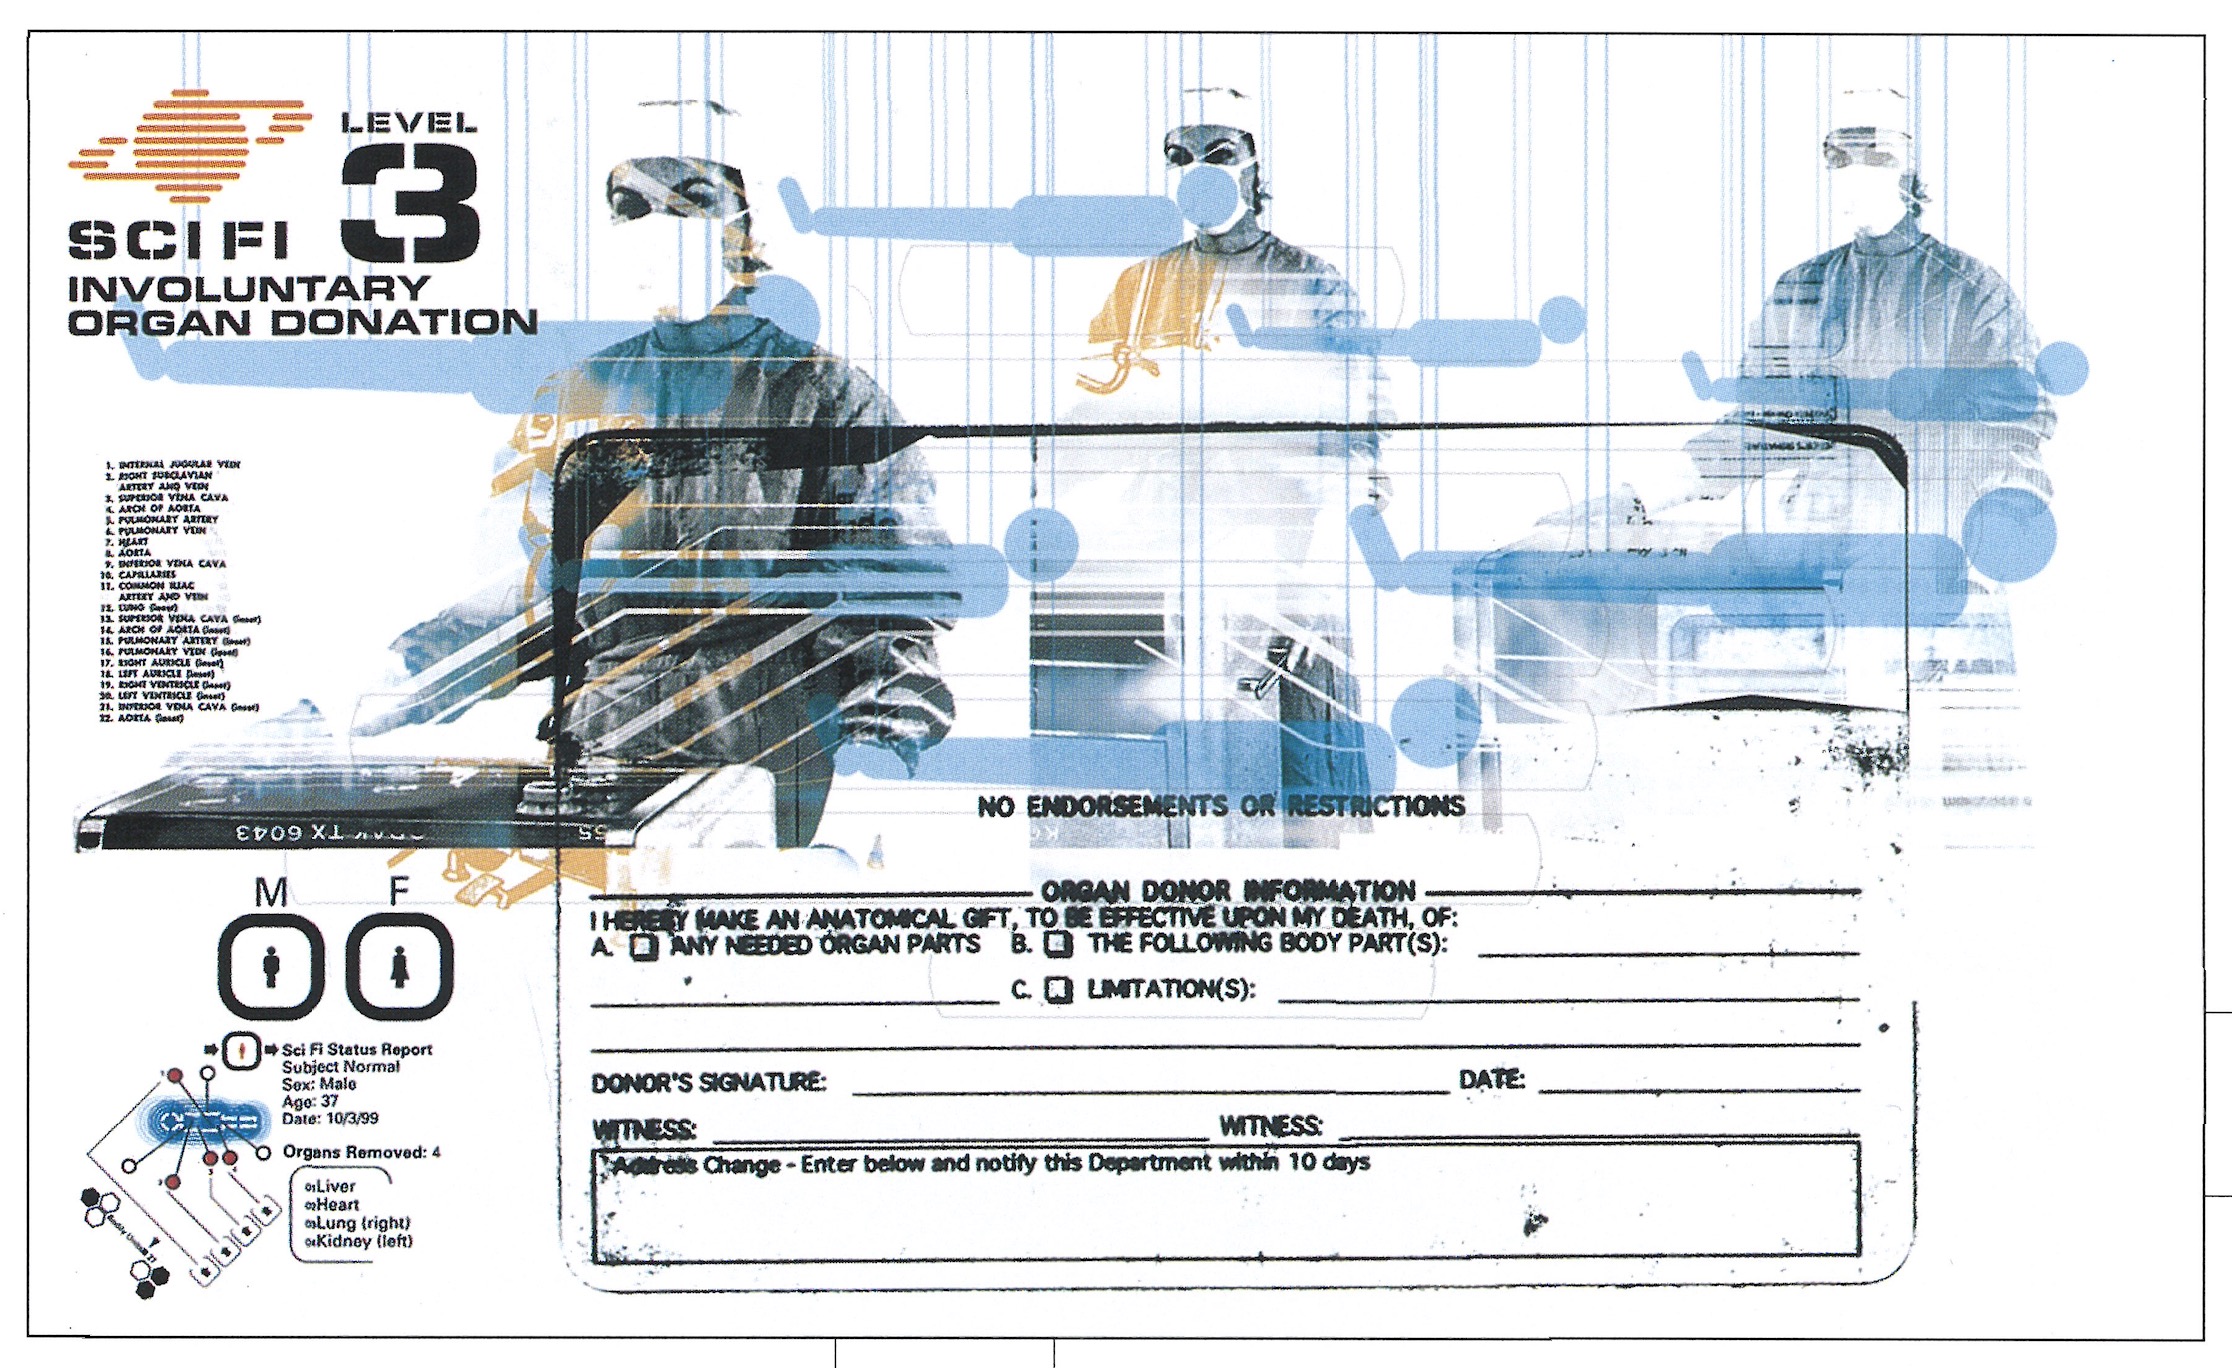 LEVEL
3
SCI FI
INVOLUNTARY
ORGAN DONATION
1. INTERNAL JUGULAR VEIN
2. RIGHT SUBCLAVIAN
ARTERY AND VEIN
3. SUPERIOR VENA CAVA
4. ARCH OF AORTA
5. PULMONARY ARTERY
6. PULMONARY VEIN
7. HEART
8. AORTA
9. INFERIOR VENA CAVA
10. CAPILLARIES
11. COMMON ILIAC
ARTERY AND VEIN
12. LUNG (inset)
13. SUPERIOR VENA CAVA (inset)
14. ARCH OF AORTA (inset)
15. PULMONARY ARTERY (inset)
16. PULMONARY VEIN (inset)
17. RIGHT AURICLE (inset)
18. LEFT AURICLE (inset)
19. RIGHT VENTRICLE (inset)
20. LEFT VENTRICLE (inset)
21. INFERIOR VENA CAVA (inset)
22. AORTA (inset)
TX 6043
55
NO ENDORSEMENTS OR RESTRICTIONS
M F
ORGAN DONOR INFORMATION
I HEREBY MAKE AN ANATOMICAL GIFT, TO BE EFFECTIVE UPON MY DEATH, OF:
A. ANY NEEDED ORGAN PARTS B. THE FOLLOWING BODY PART(S):
C. LIMITATION(S):
DONOR'S SIGNATURE: DATE:
WITNESS: WITNESS:
Address Change - Enter below and notify this Department within 10 days
Sci Fi Status Report
Subject Normal
Sex: Male
Age: 37
Date: 10/3/99
Organs Removed: 4
01 Liver
02 Heart
03 Lung (right)
04 Kidney (left)